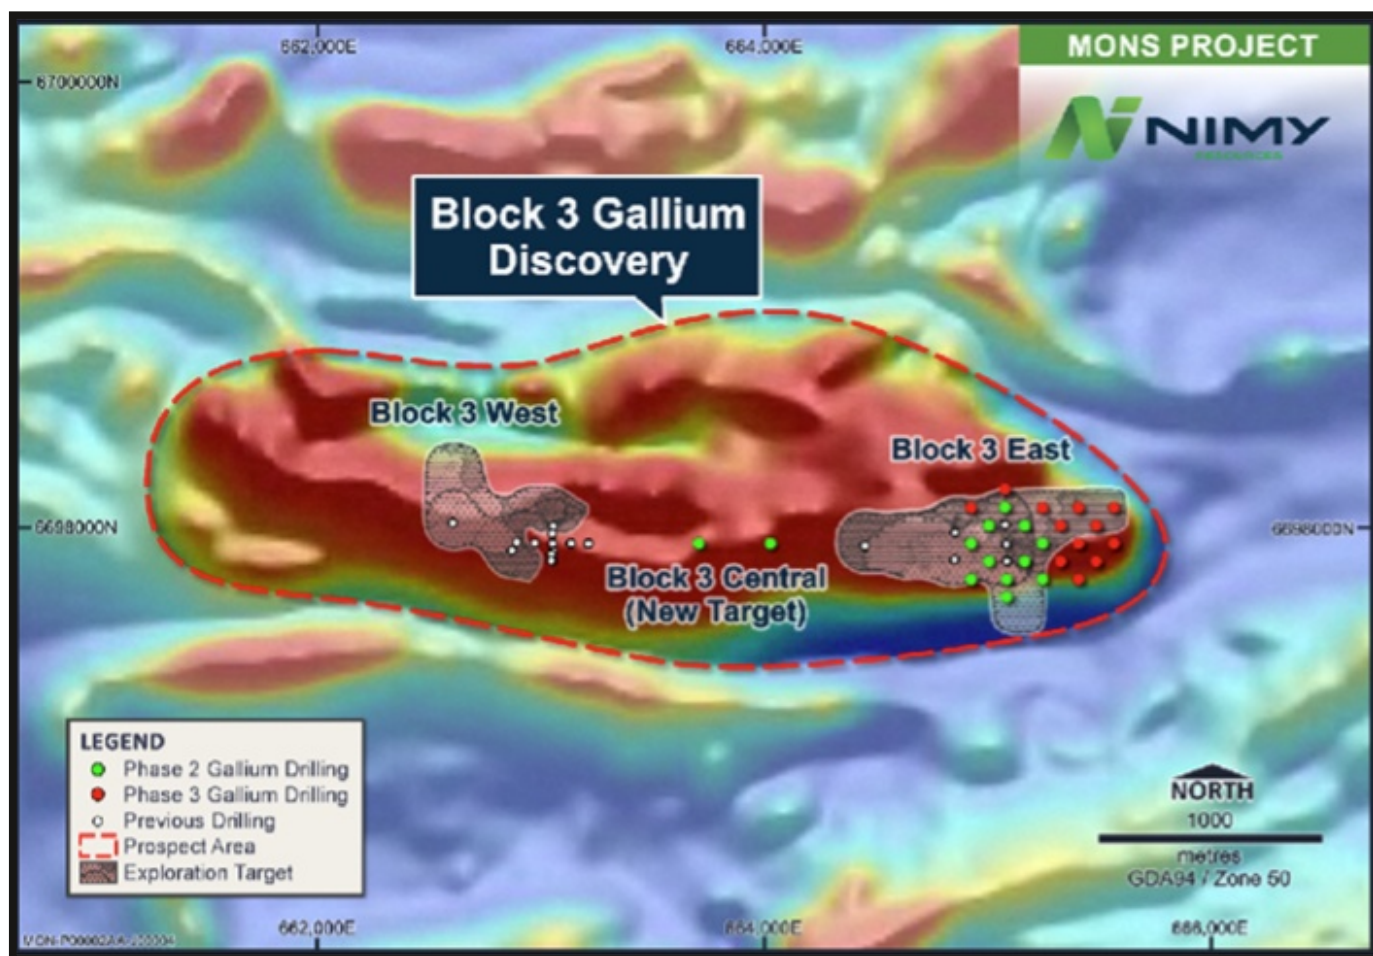 662,000E
664,000E
MONS PROJECT
6700000N
NIMY
RESOURCES
Block 3 Gallium
Discovery
Block 3 West
Block 3 East
6698000N
6698000N
Block 3 Central
(New Target)
LEGEND
Phase 2 Gallium Drilling
Phase 3 Gallium Drilling
Previous Drilling
Prospect Area
Exploration Target
NORTH
1000
metres
GDA94 / Zone 50
662,000E
664,000E
666,000E